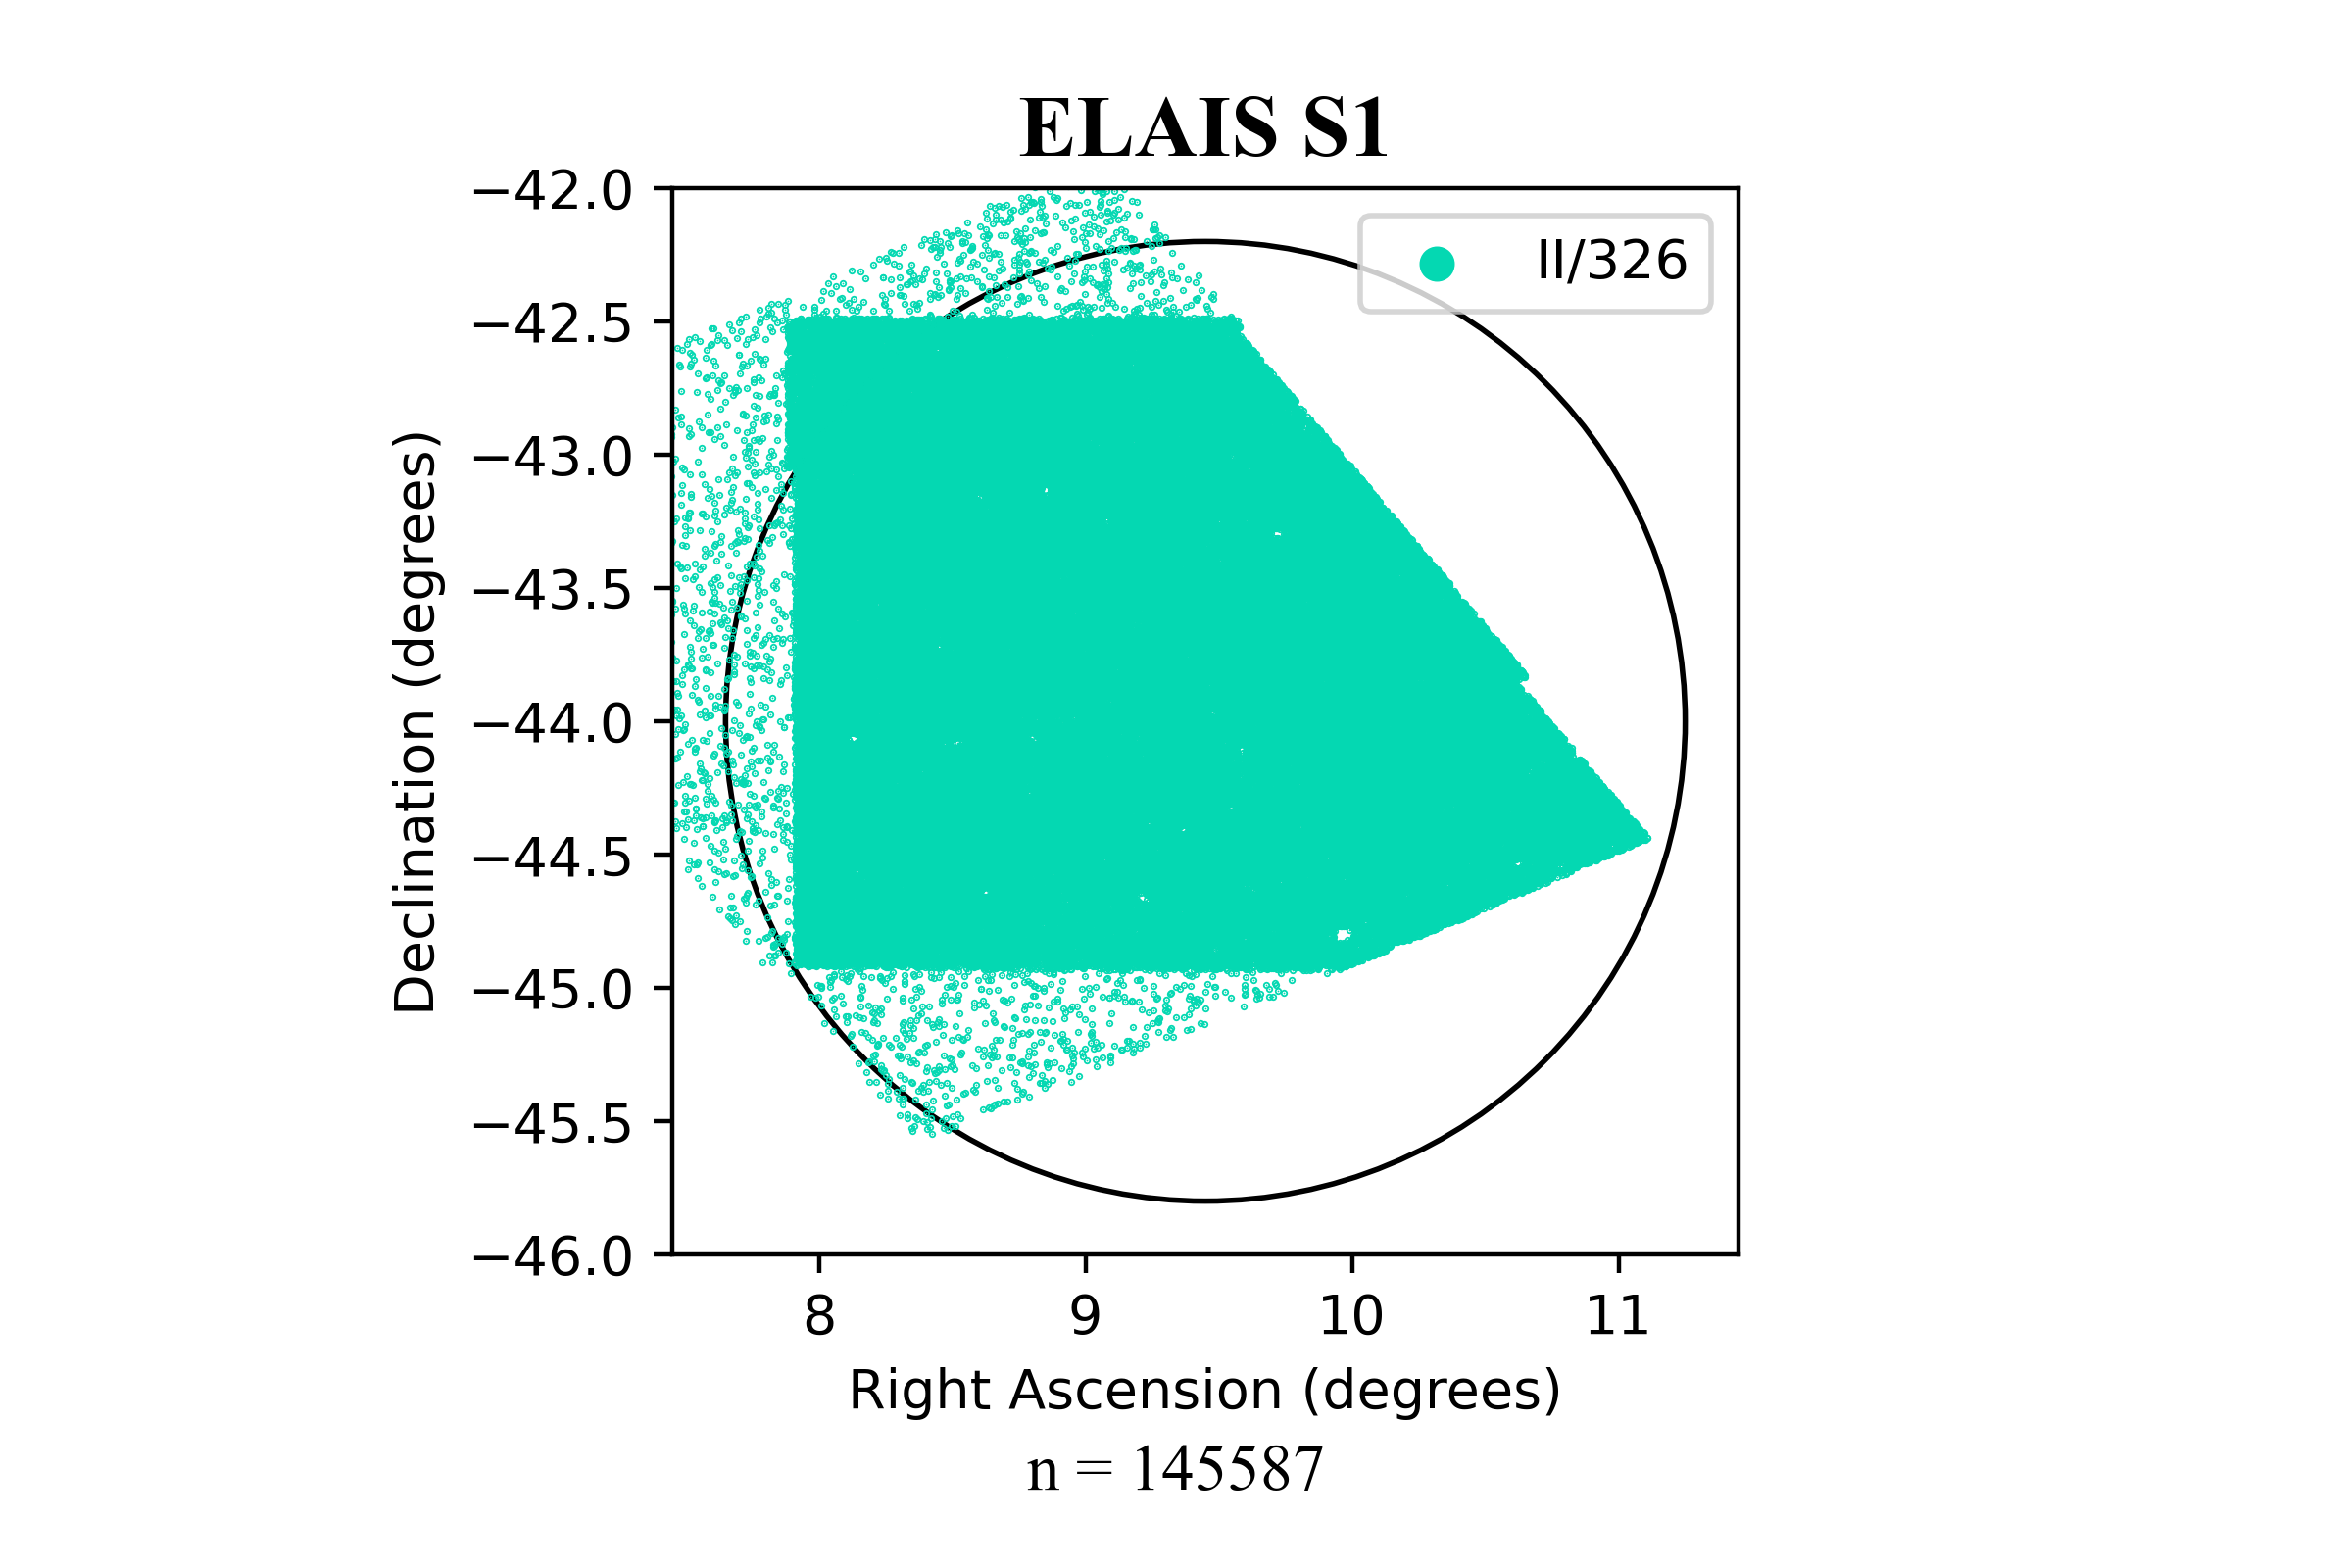 ELAIS S1
II/326
Declination (degrees)
−42.0
−42.5
−43.0
−43.5
−44.0
−44.5
−45.0
−45.5
−46.0
8 9 10 11
Right Ascension (degrees)
n = 145587